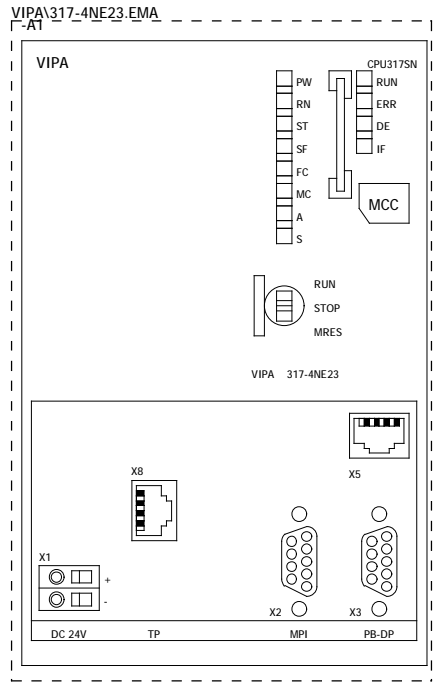 VIPA\317-4NE23.EMA
-A1
VIPA
CPU317SN
PW
RUN
RN
ERR
ST
DE
SF
IF
FC
MC
MCC
A
S
RUN
STOP
MRES
VIPA 317-4NE23
X8
X5
X1
+
-
X2
X3
DC 24V
TP
MPI
PB-DP